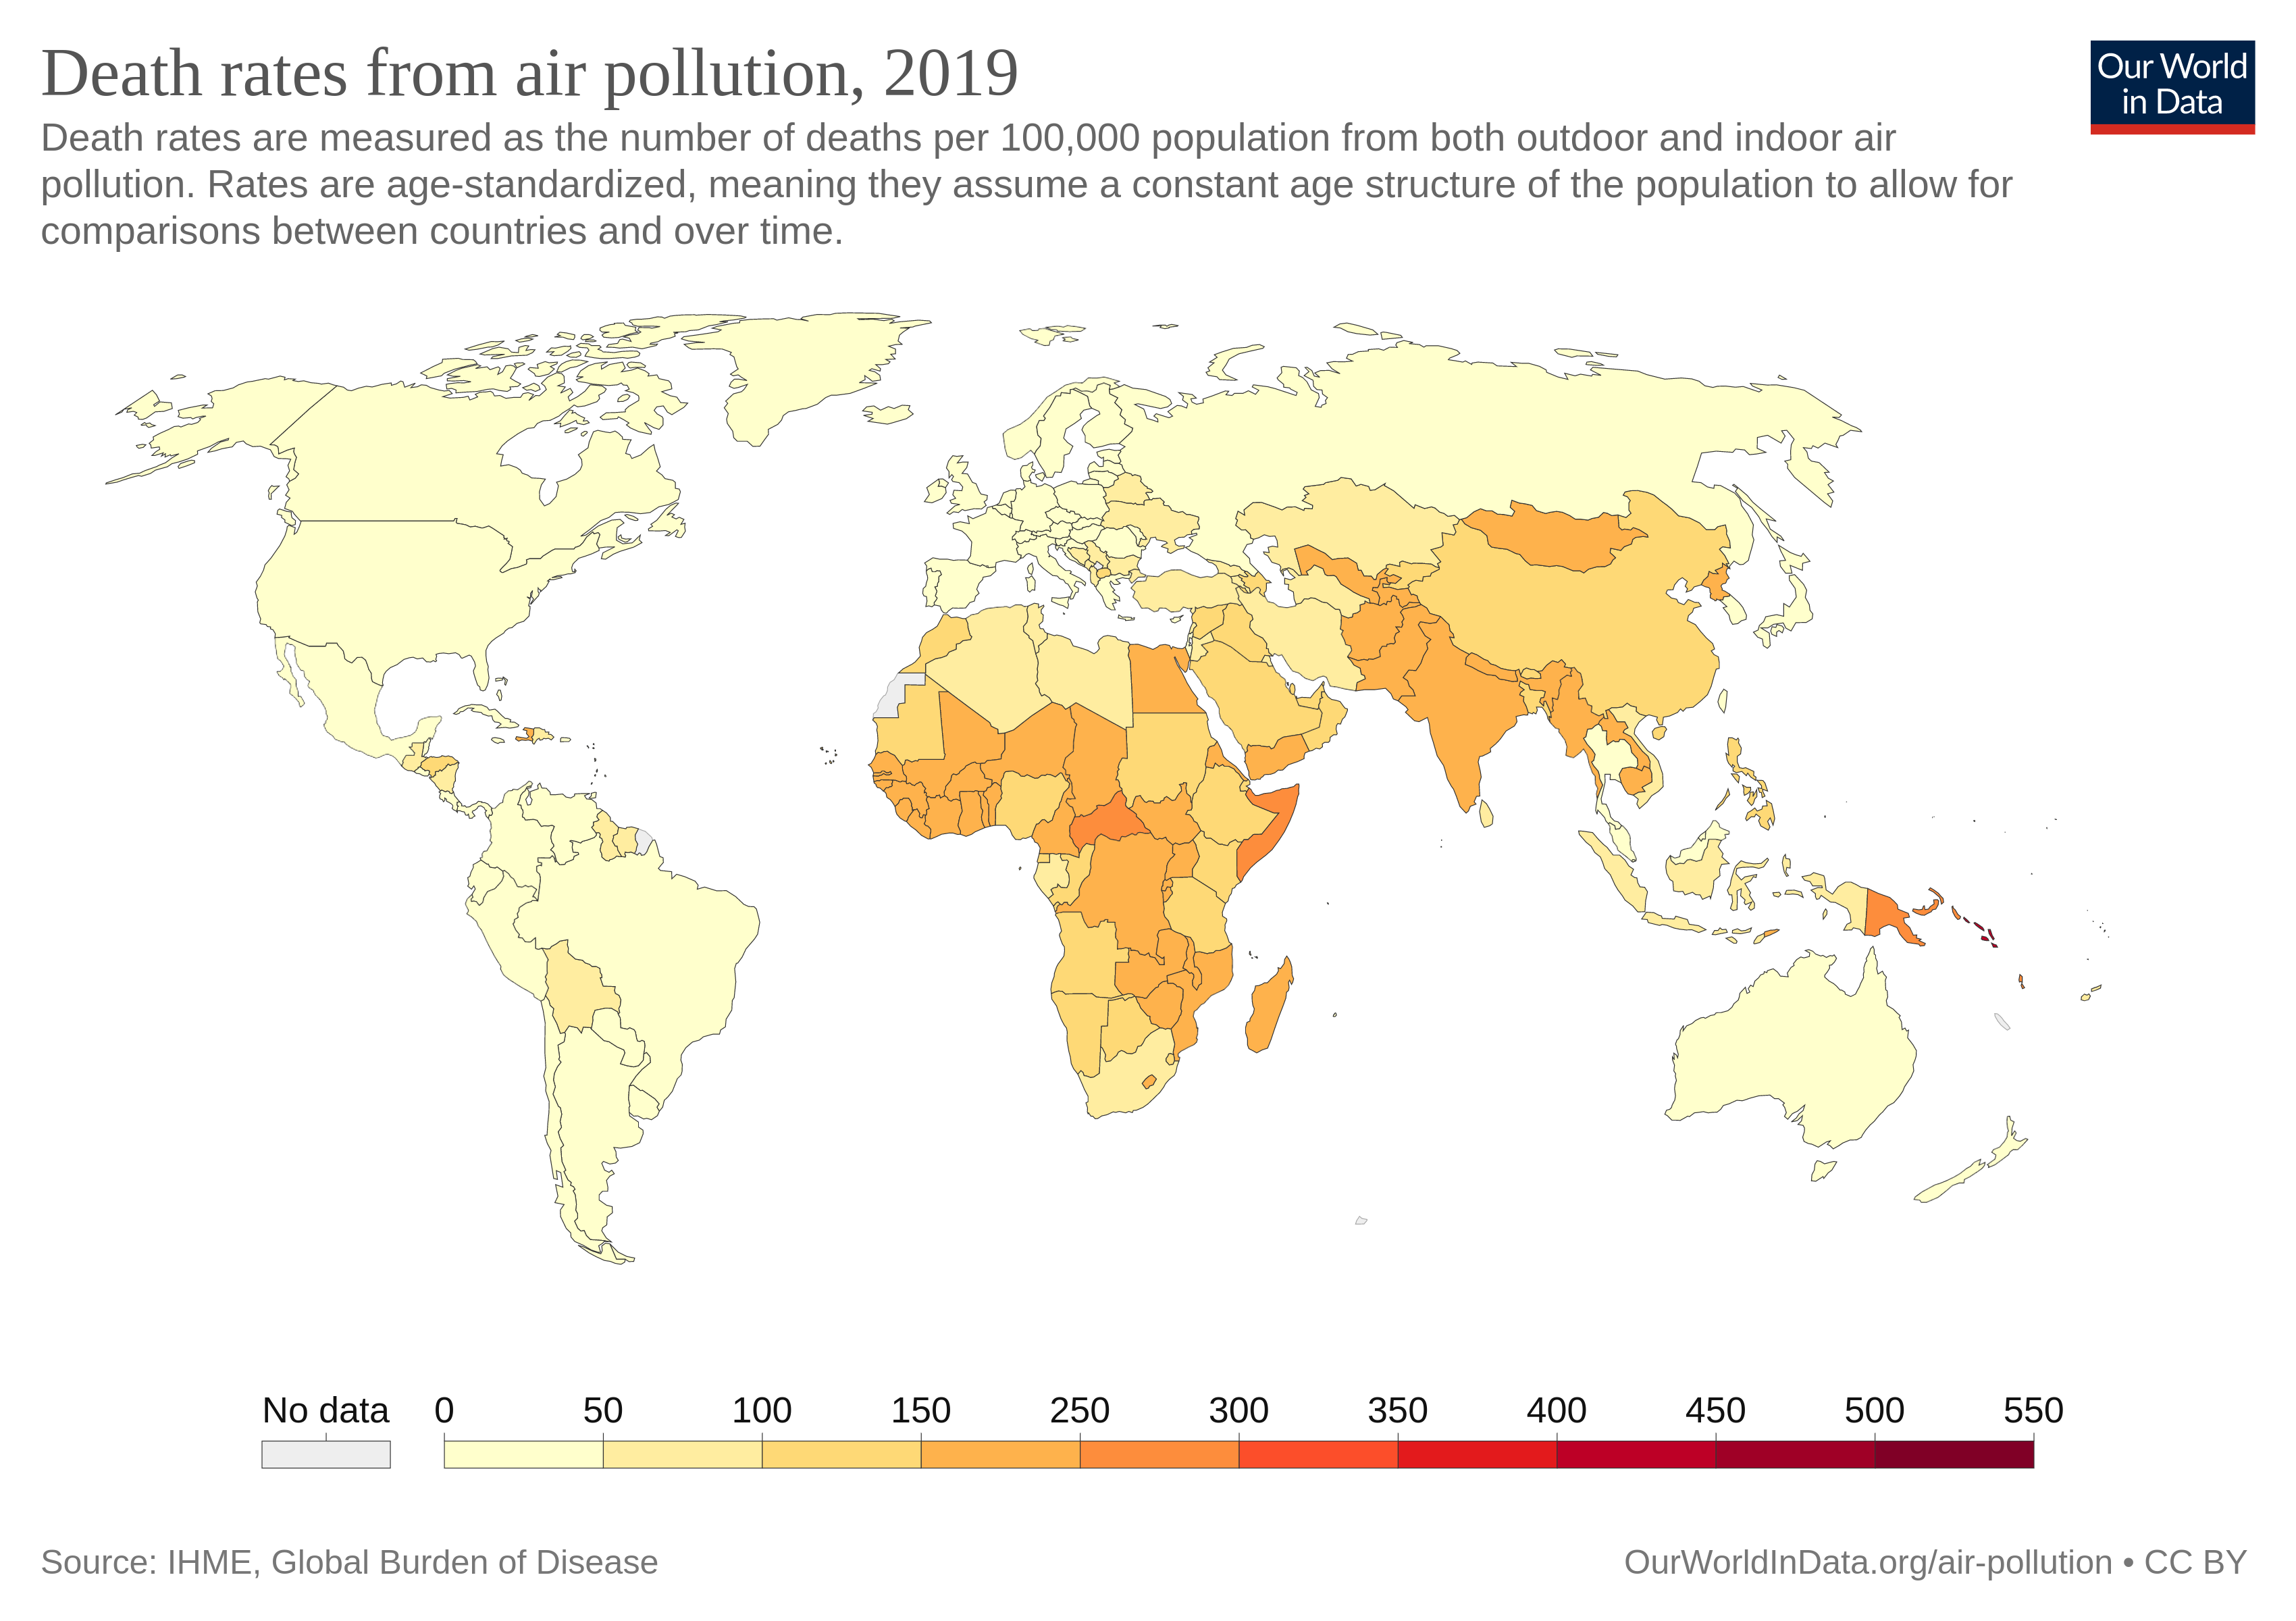 Death rates from air pollution, 2019
Our World
in Data
Death rates are measured as the number of deaths per 100,000 population from both outdoor and indoor air
pollution. Rates are age-standardized, meaning they assume a constant age structure of the population to allow for
comparisons between countries and over time.
No data 0 50 100 150 250 300 350 400 450 500 550
Source: IHME, Global Burden of Disease
OurWorldInData.org/air-pollution • CC BY